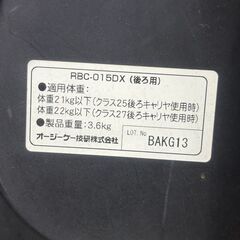 RBC-015DX (後ろ用)
●適用体重:
体重21kg以下(クラス25後ろキャリヤ使用時)
体重22kg以下(クラス27後ろキャリヤ使用時)
●製品重量:3.6kg
オージーケー技研株式会社
LOT.No
BAKG13